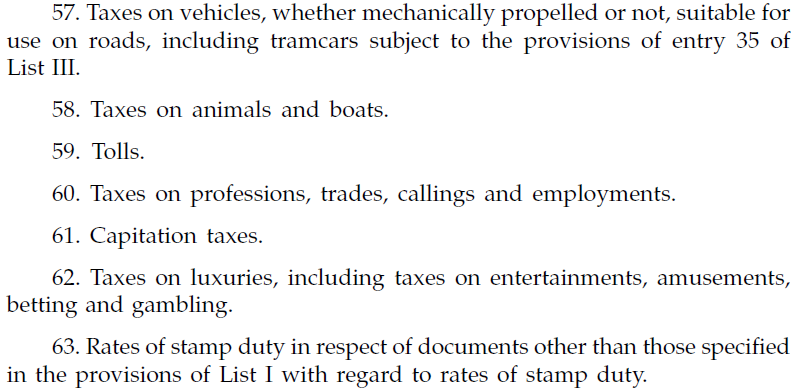 57. Taxes on vehicles, whether mechanically propelled or not, suitable for
use on roads, including tramcars subject to the provisions of entry 35 of
List III.
58. Taxes on animals and boats.
59. Tolls.
60. Taxes on professions, trades, callings and employments.
61. Capitation taxes.
62. Taxes on luxuries, including taxes on entertainments, amusements,
betting and gambling.
63. Rates of stamp duty in respect of documents other than those specified
in the provisions of List I with regard to rates of stamp duty.